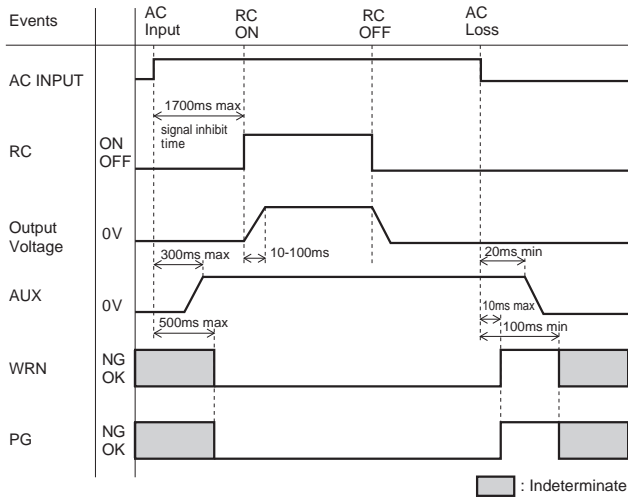 Events
AC
Input
RC
ON
RC
OFF
AC
Loss
AC INPUT
1700ms max
signal inhibit
time
RC
ON
OFF
Output
Voltage
0V
300ms max
10-100ms
20ms min
AUX
0V
10ms max
500ms max
100ms min
WRN
NG
OK
PG
NG
OK
: Indeterminate